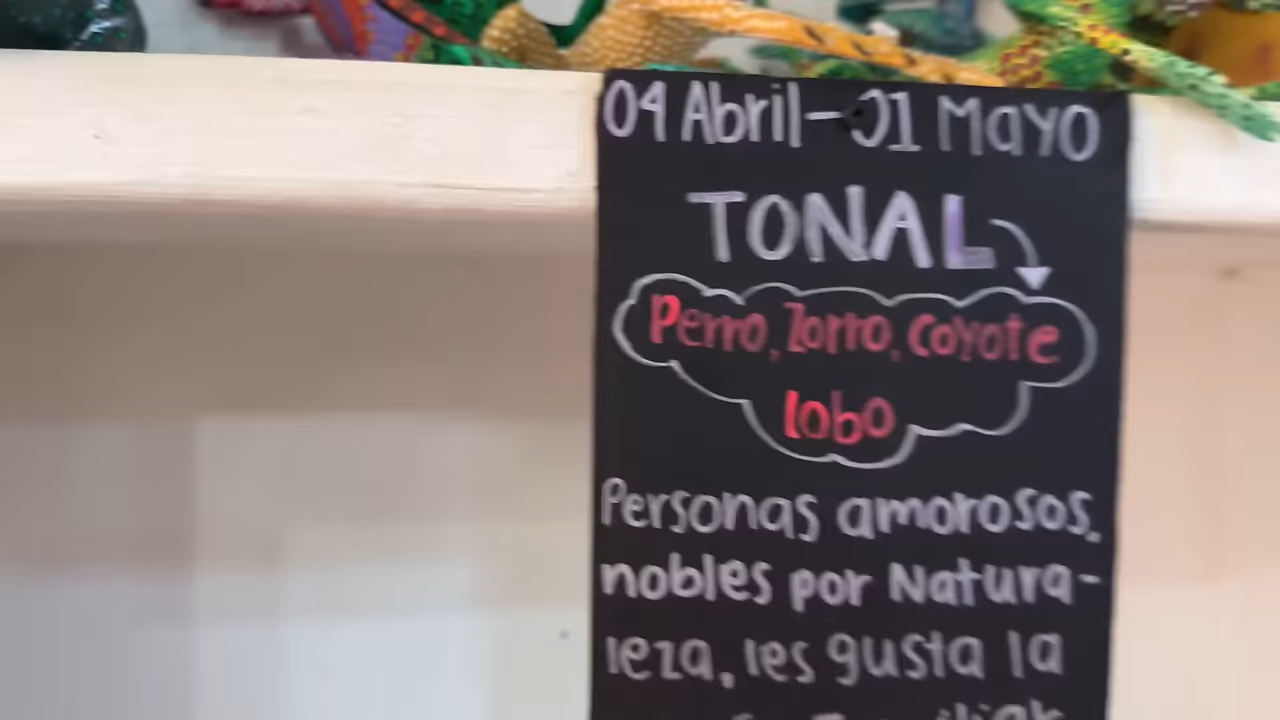 04 Abril-01 Mayo
TONAL
Perro, Zorro, Coyote
lobo
Personas amorosos,
nobles por Natura-
leza, les gusta la